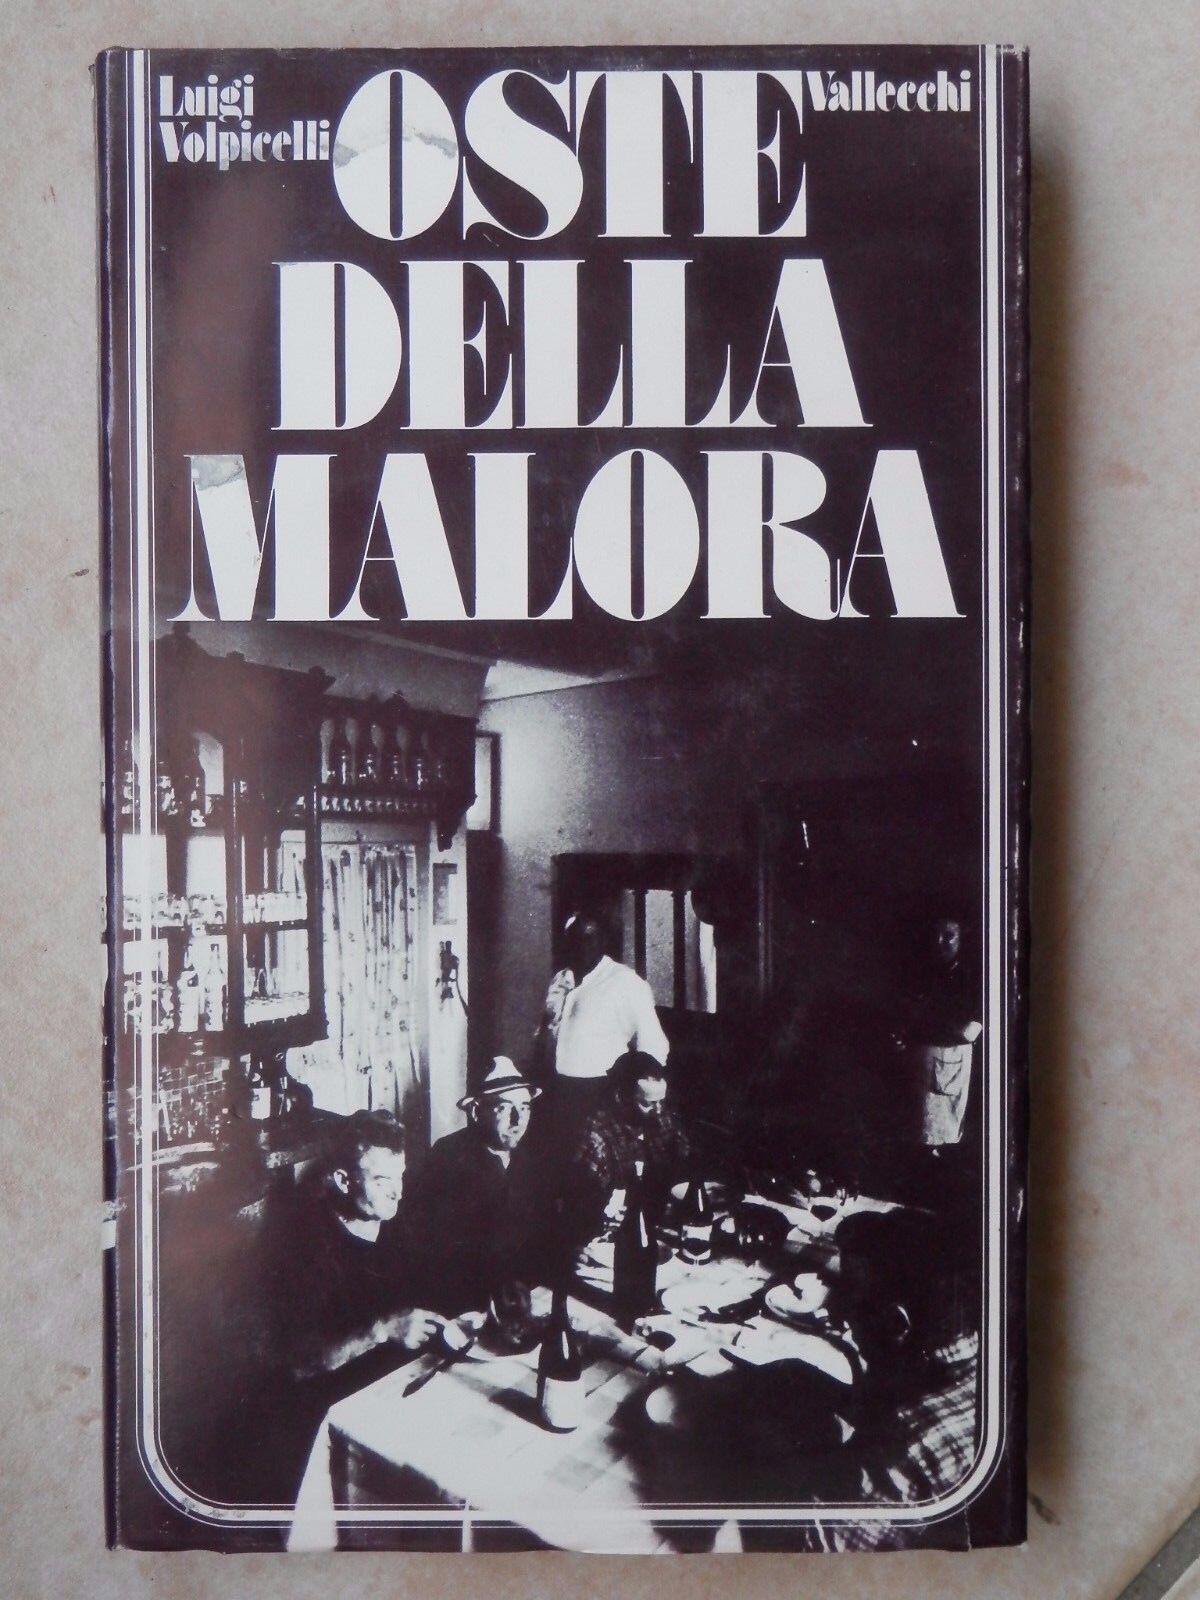 Luigi
Volpicelli
OSTE
Vallecchi
DELLA
MALORA